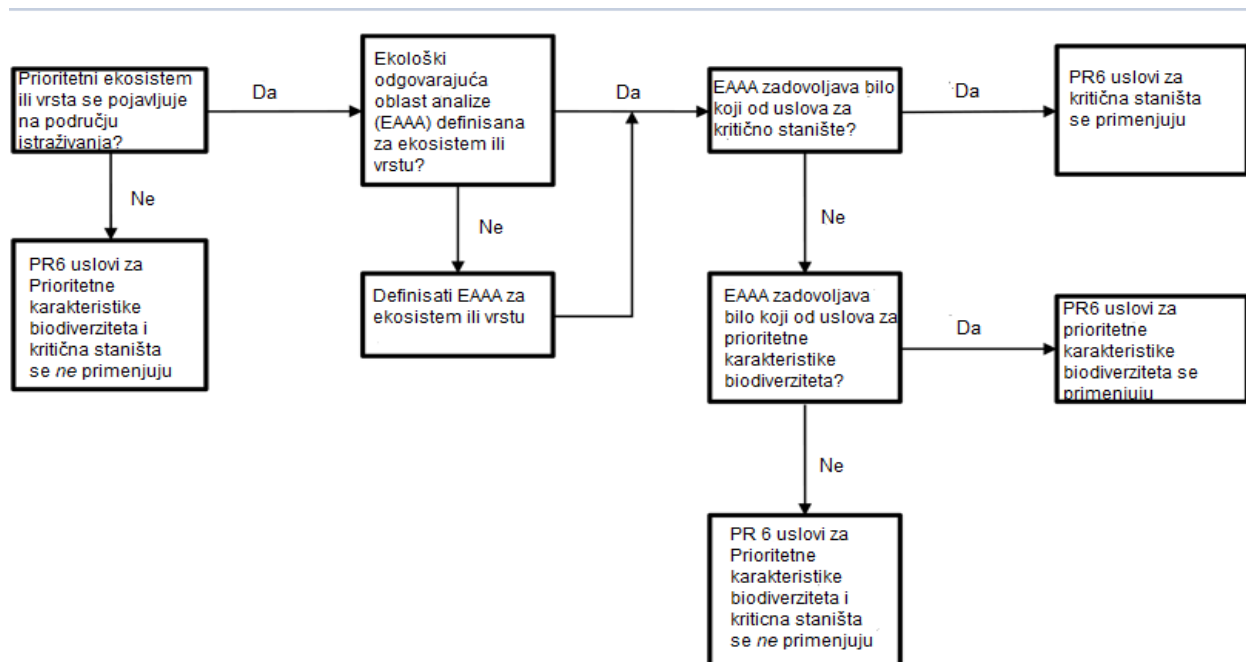 Prioritetni ekosistem
ili vrsta se pojavljuje
na području
istraživanja?
Da
Ekološki
odgovarajuća
oblast analize
(EAAA) definisana
za ekosistem ili
vrstu?
Da
EAAA zadovoljava bilo
koji od uslova za
kritično stanište?
Da
PR6 uslovi za
kritična staništa
se primenjuju
Ne
Ne
Ne
PR6 uslovi za
Prioritetne
karakteristike
biodiverziteta i
kritična staništa
se ne primenjuju
Definisati EAAA za
ekosistem ili vrstu
EAAA zadovoljava
bilo koji od uslova za
prioritetne
karakteristike
biodiverziteta?
Da
PR6 uslovi za
prioritetne
karakteristike
biodiverziteta se
primenjuju
Ne
PR 6 uslovi za
Prioritetne
karakteristike
biodiverziteta i
kriticna staništa
se ne primenjuju